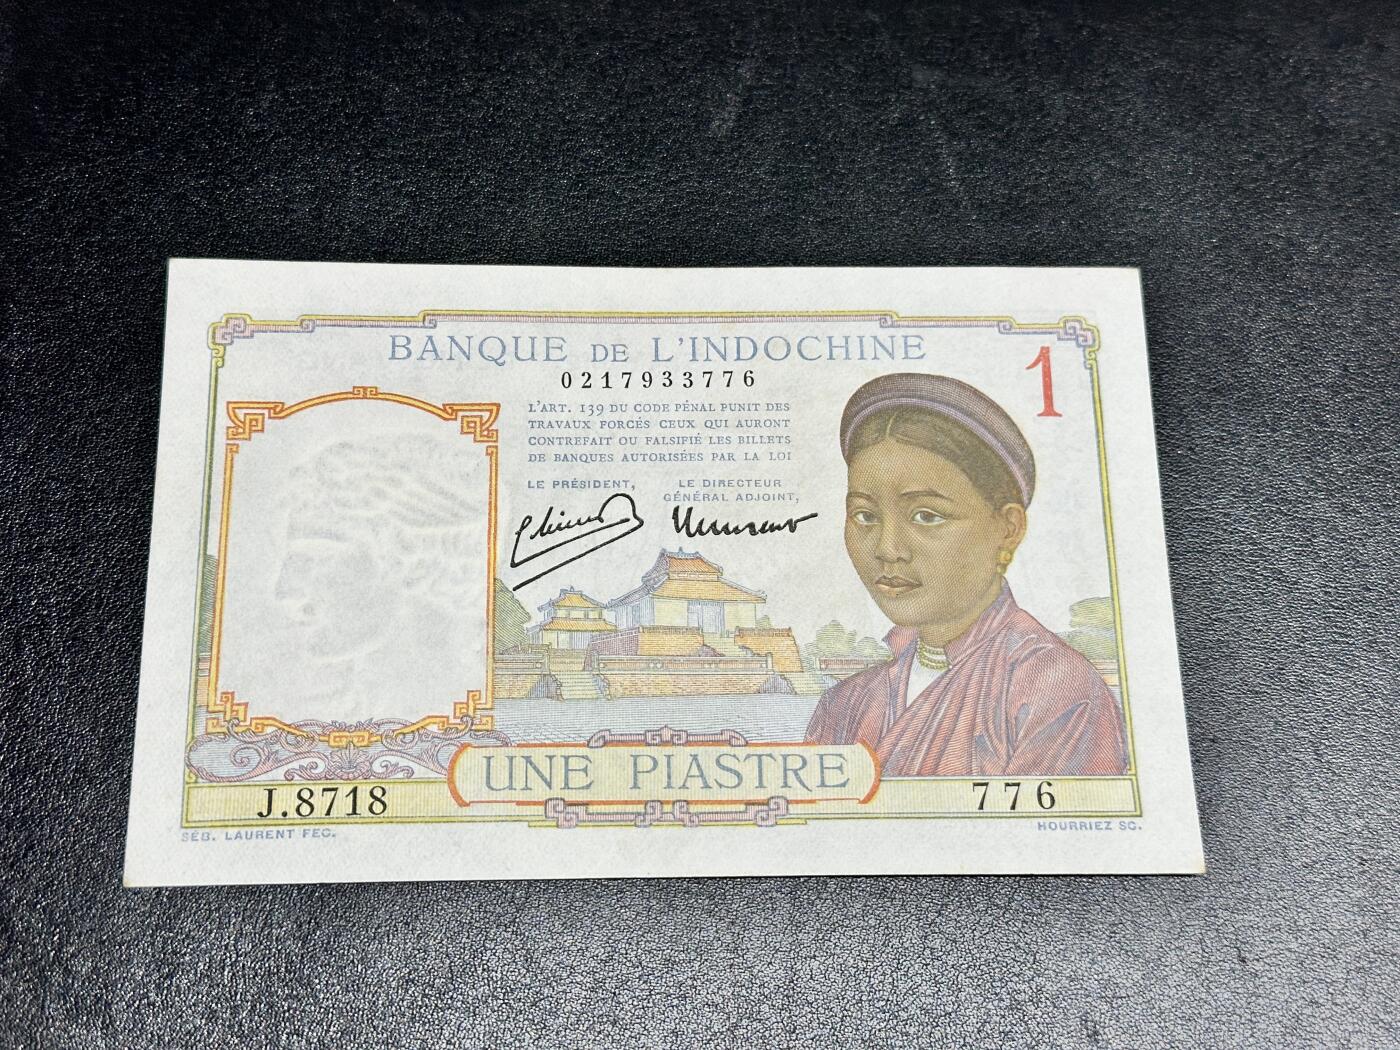 BANQUE DE L'INDOCHINE
1
0217933776
L'ART. 139 DU CODE PÉNAL PUNIT DES
TRAVAUX FORCÉS CEUX QUI AURONT
CONTREFAIT OU FALSIFIÉ LES BILLETS
DE BANQUES AUTORISÉES PAR LA LOI
LE PRÉSIDENT,
LE DIRECTEUR
GÉNÉRAL ADJOINT,
UNE PIASTRE
J.8718
776
SÉB. LAURENT FEC.
HOURRIEZ SC.